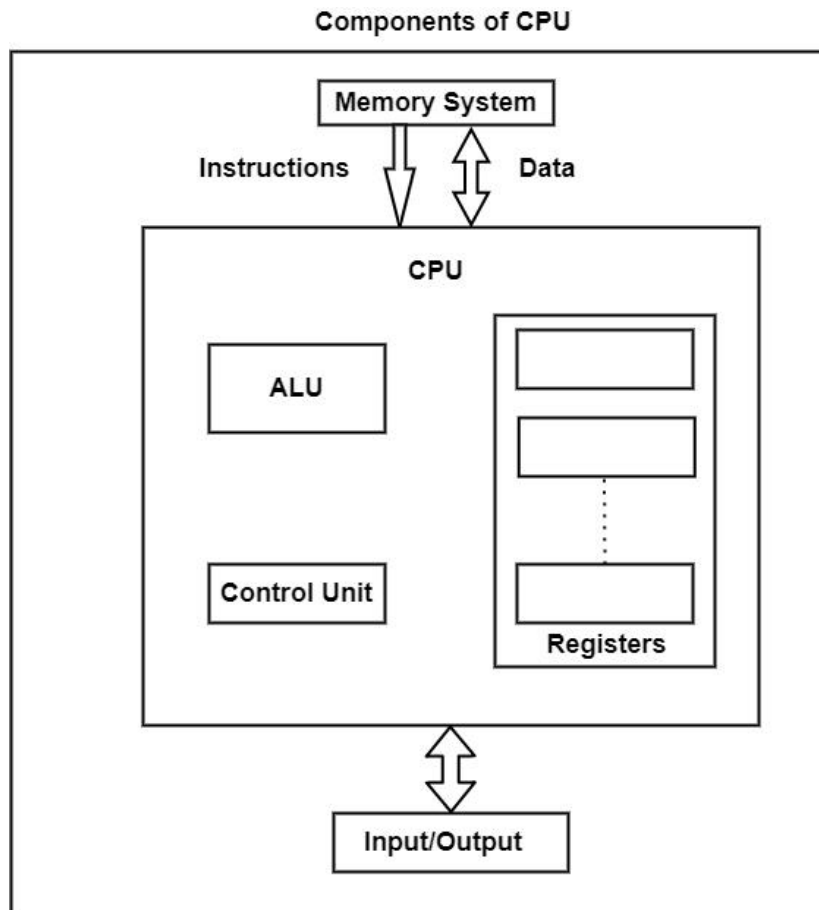 Components of CPU
Memory System
Instructions
Data
CPU
ALU
Control Unit
Registers
Input/Output